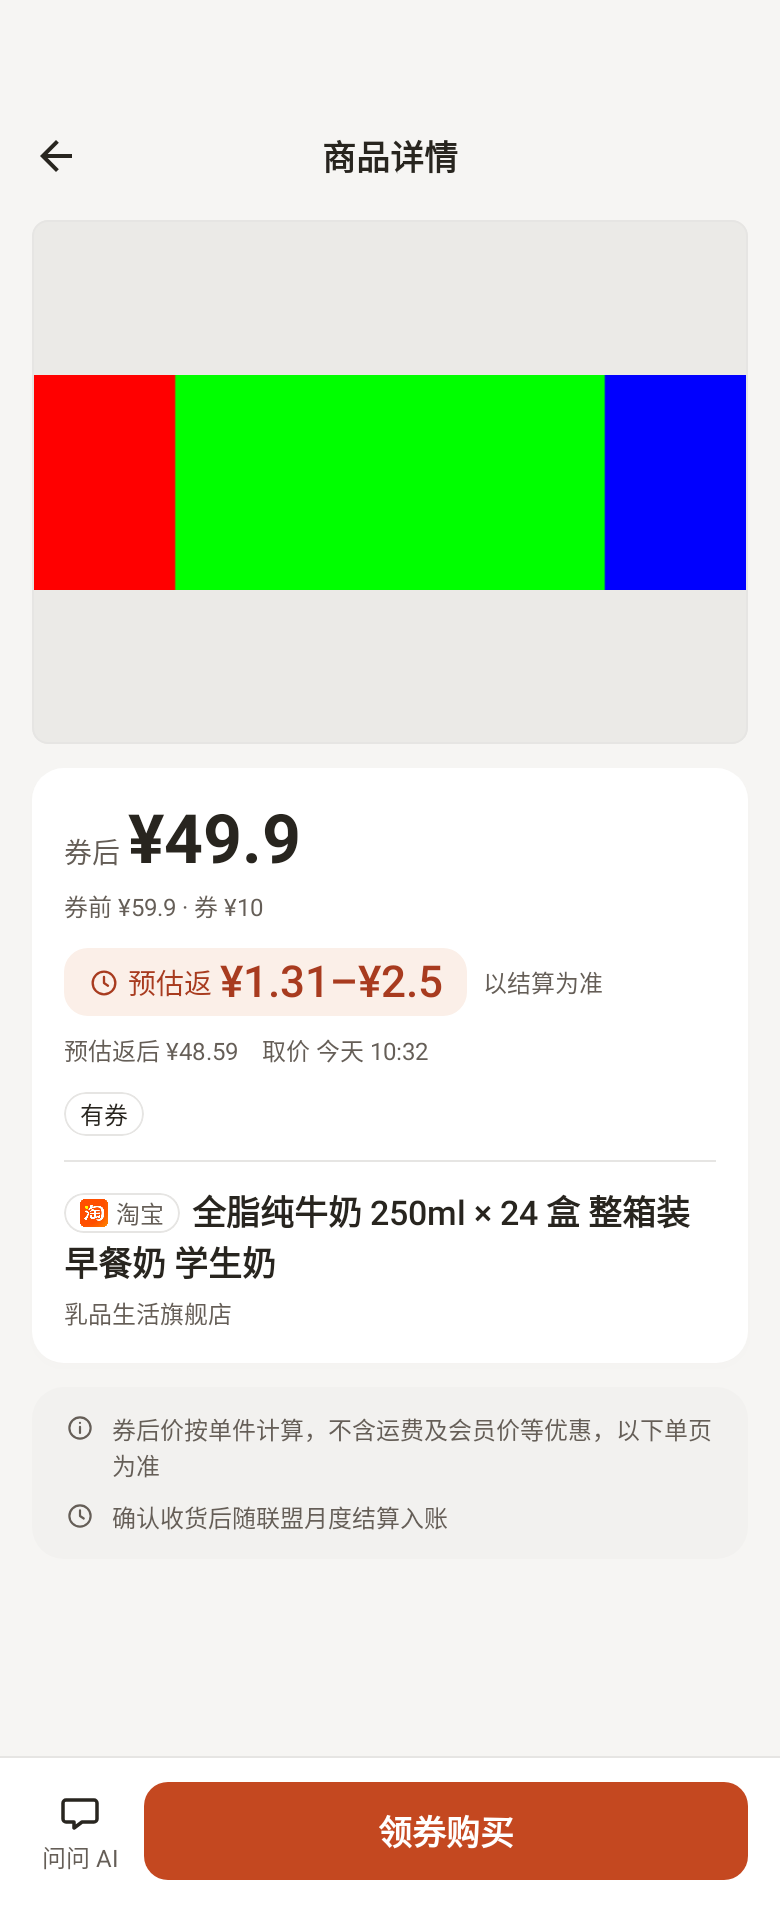 商品详情
券后 ¥49.9
券前 ¥59.9 · 券 ¥10
预估返 ¥1.31–¥2.5 以结算为准
预估返后 ¥48.59 取价 今天 10:32
有券
淘 淘宝 全脂纯牛奶 250ml × 24 盒 整箱装
早餐奶 学生奶
乳品生活旗舰店
券后价按单件计算，不含运费及会员价等优惠，以下单页
为准
确认收货后随联盟月度结算入账
问问 AI
领券购买